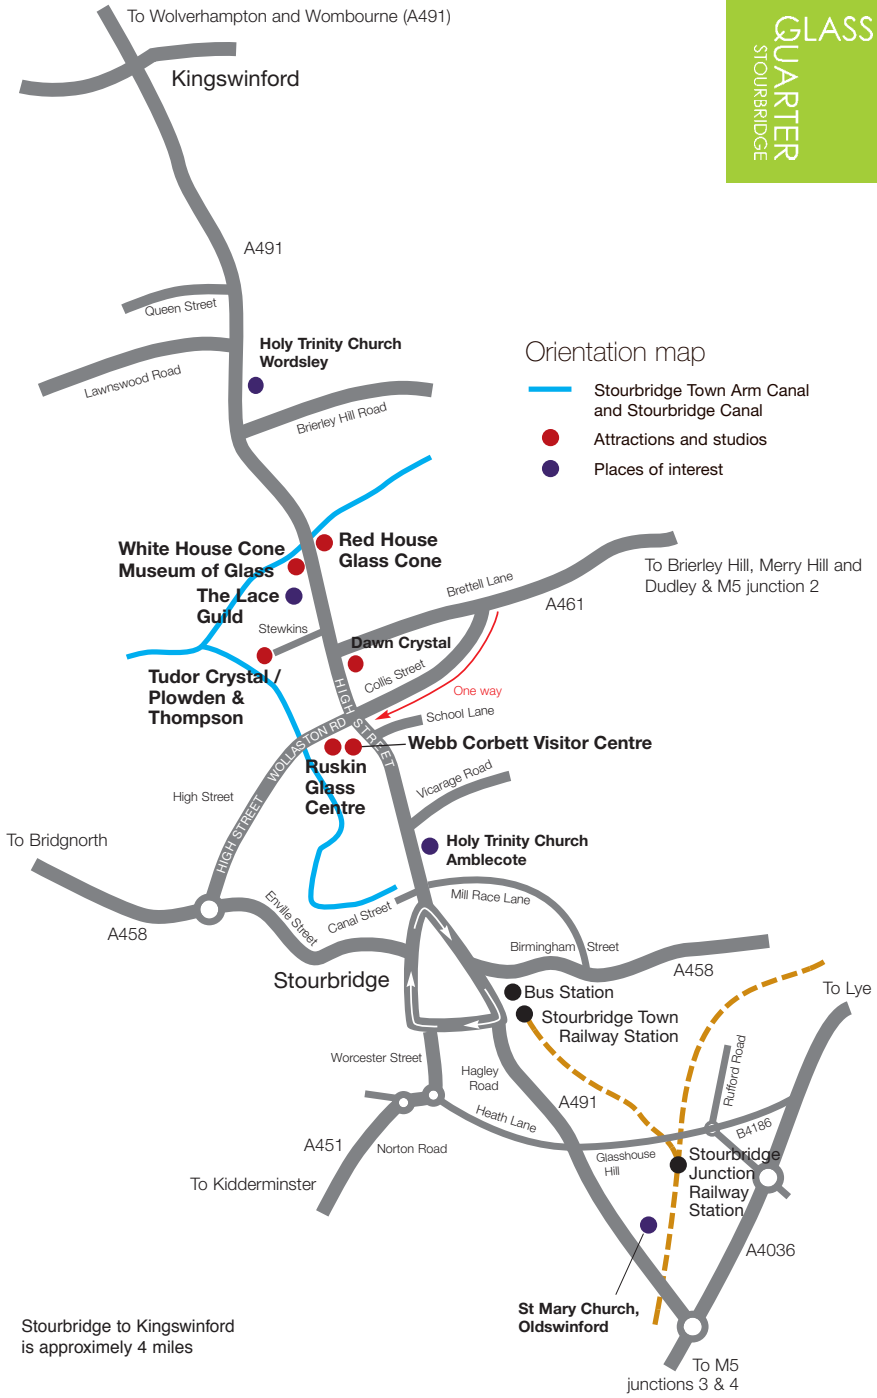 To Wolverhampton and Wombourne (A491)
GLASS
QUARTER
STOURBRIDGE
Kingswinford
A491
Queen Street
Holy Trinity Church
Wordsley
Lawnswood Road
Brierley Hill Road
Orientation map
Stourbridge Town Arm Canal
and Stourbridge Canal
Attractions and studios
Places of interest
Red House
Glass Cone
White House Cone
Museum of Glass
The Lace
Guild
To Brierley Hill, Merry Hill and
Dudley & M5 junction 2
Brettell Lane
A461
Stewkins
Dawn Crystal
Collis Street
Tudor Crystal /
Plowden &
Thompson
One way
HIGH STREET
School Lane
WOLLASTON RD
Webb Corbett Visitor Centre
Ruskin
Glass
Centre
Vicarage Road
High Street
HIGH STREET
To Bridgnorth
Holy Trinity Church
Amblecote
Mill Race Lane
Enville Street
Canal Street
A458
Birmingham Street
A458
Stourbridge
Bus Station
To Lye
Stourbridge Town
Railway Station
Worcester Street
Hagley
Road
Rufford Road
A491
Heath Lane
B4186
A451
Norton Road
Glasshouse
Hill
Stourbridge
Junction
Railway
Station
To Kidderminster
A4036
St Mary Church,
Oldswinford
Stourbridge to Kingswinford
is approximely 4 miles
To M5
junctions 3 & 4